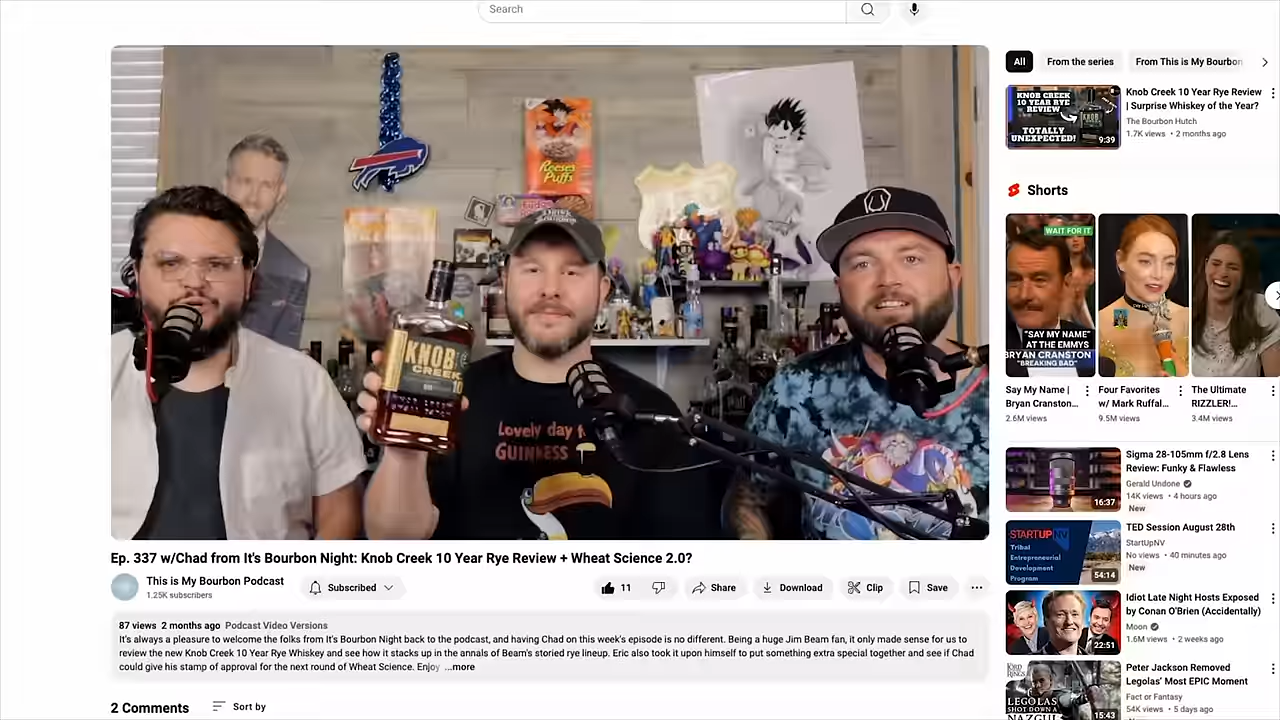 Search
Reeses
Puffs
KNOB
CREEK
10
Lovely day f
GUINNESS
Ep. 337 w/Chad from It's Bourbon Night: Knob Creek 10 Year Rye Review + Wheat Science 2.0?
This is My Bourbon Podcast
1.25K subscribers
Subscribed
11
Share
Download
Clip
Save
87 views 2 months ago Podcast Video Versions
It's always a pleasure to welcome the folks from It's Bourbon Night back to the podcast, and having Chad on this week's episode is no different. Being a huge Jim Beam fan, it only made sense for us to
review the new Knob Creek 10 Year Rye Whiskey and see how it stacks up in the annals of Beam's storied rye lineup. Eric also took it upon himself to put something extra special together and see if Chad
could give his stamp of approval for the next round of Wheat Science. Enjoy ...more
2 Comments
Sort by
All
From the series
From This is My Bourbon
KNOB CREEK
10 YEAR RYE
REVIEW
TOTALLY
UNEXPECTED!
9:39
Knob Creek 10 Year Rye Review
| Surprise Whiskey of the Year?
The Bourbon Hutch
1.7K views • 2 months ago
Shorts
WAIT FOR IT
"SAY MY NAME"
AT THE EMMYS
BRYAN CRANSTON
"BREAKING BAD"
Say My Name |
Bryan Cranston...
2.6M views
Four Favorites
w/ Mark Ruffal...
9.5M views
The Ultimate
RIZZLER!...
3.4M views
16:37
Sigma 28-105mm f/2.8 Lens
Review: Funky & Flawless
Gerald Undone
14K views • 4 hours ago
New
STARTUPNV
Tribal
Entrepreneurial
Development
Program
54:14
TED Session August 28th
StartUpNV
No views • 40 minutes ago
New
22:51
Idiot Late Night Hosts Exposed
by Conan O'Brien (Accidentally)
Moon
1.6M views • 2 weeks ago
LEGOLAS
SHOT DOWN A
NAZGUL
15:43
Peter Jackson Removed
Legolas' Most EPIC Moment
Fact or Fantasy
54K views • 5 days ago